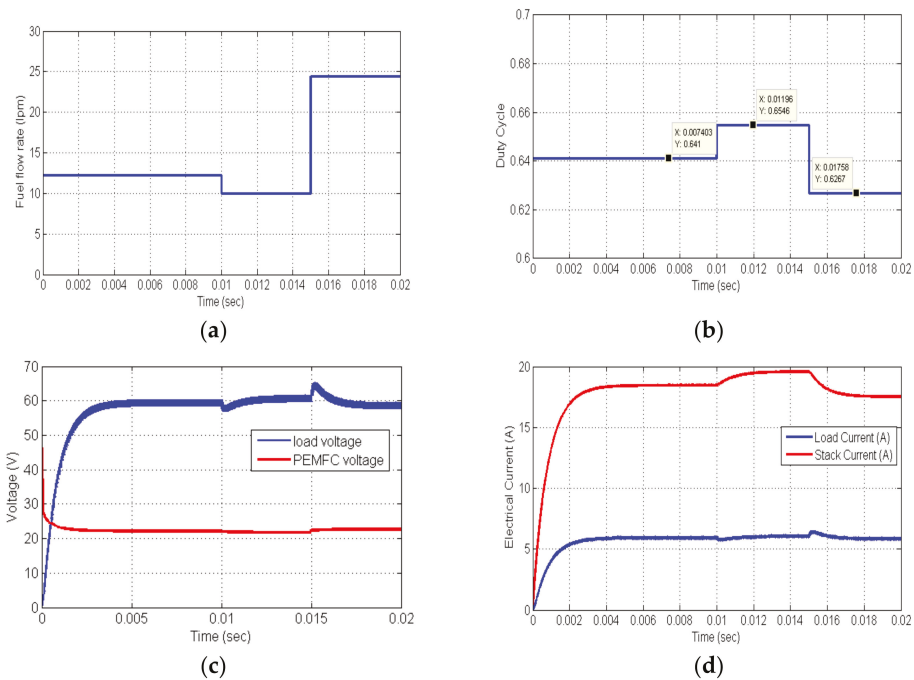 30
25
20
15
10
5
0
Fuel flow rate (lpm)
0 0.002 0.004 0.006 0.008 0.01 0.012 0.014 0.016 0.018 0.02
Time (sec)
(a)
0.7
0.68
0.66
0.64
0.62
0.6
Duty Cycle
X: 0.007403
Y: 0.641
X: 0.01196
Y: 0.6546
X: 0.01758
Y: 0.6267
0 0.002 0.004 0.006 0.008 0.01 0.012 0.014 0.016 0.018 0.02
Time (sec)
(b)
70
60
50
40
30
20
10
0
Voltage (V)
load voltage
PEMFC voltage
0 0.005 0.01 0.015 0.02
Time (sec)
(c)
20
15
10
5
0
Electrical Current (A)
Load Current (A)
Stack Current (A)
0 0.002 0.004 0.006 0.008 0.01 0.012 0.014 0.016 0.018 0.02
Time (sec)
(d)